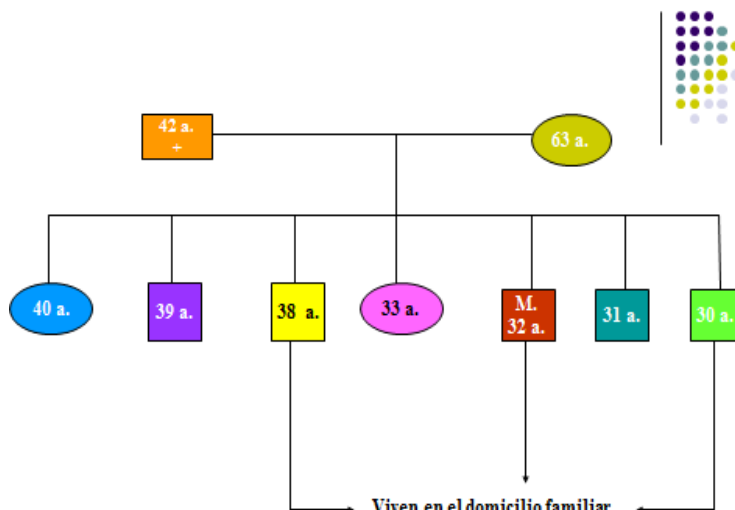 42 a.
+
63 a.
40 a.
39 a.
38 a.
33 a.
M.
32 a.
31 a.
30 a.
Viven en el domicilio familiar